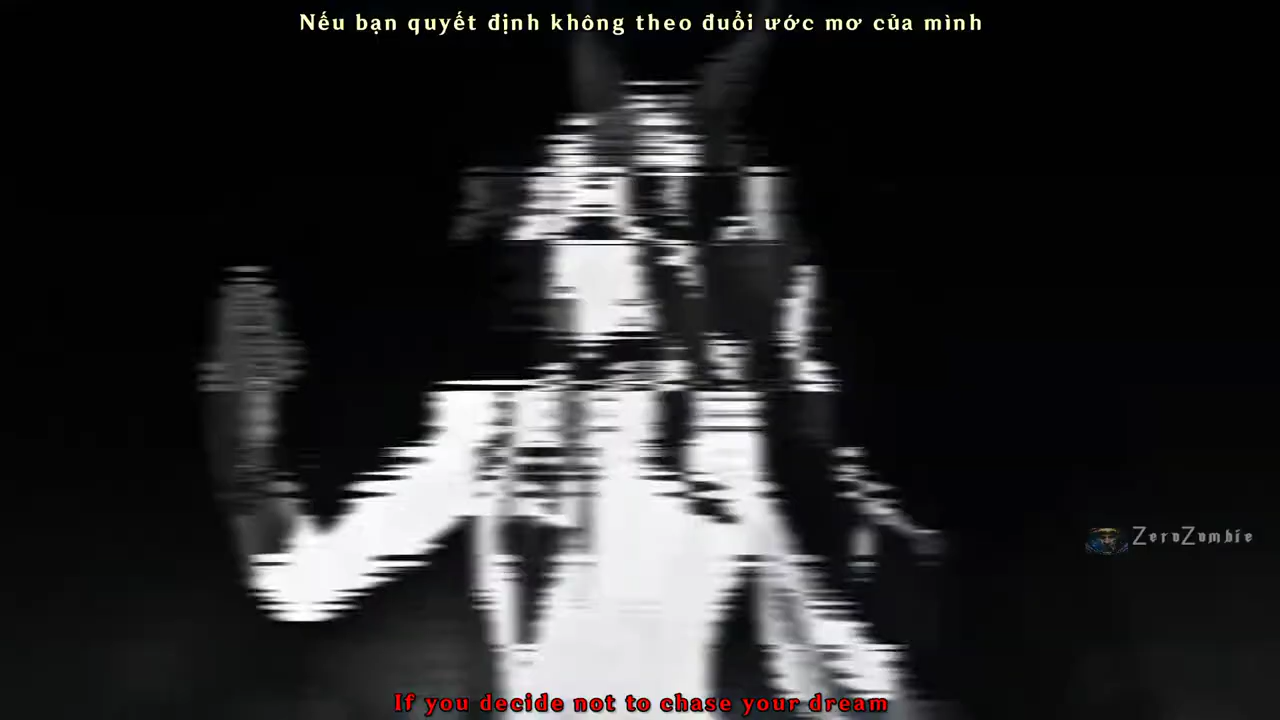 Nếu bạn quyết định không theo đuổi ước mơ của mình
ZeroZombie
If you decide not to chase your dream